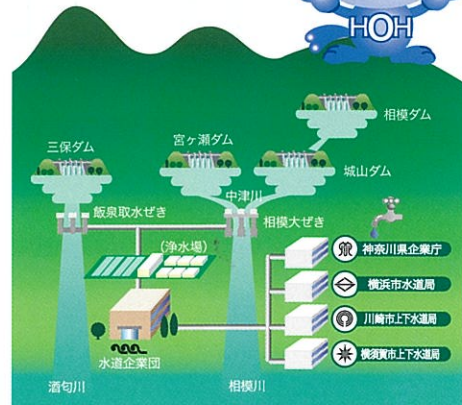 HOH
相模ダム
三保ダム
宮ヶ瀬ダム
城山ダム
中津川
飯泉取水ぜき
相模大ぜき
(浄水場)
神奈川県企業庁
横浜市水道局
川崎市上下水道局
横須賀市上下水道局
水道企業団
酒匂川
相模川